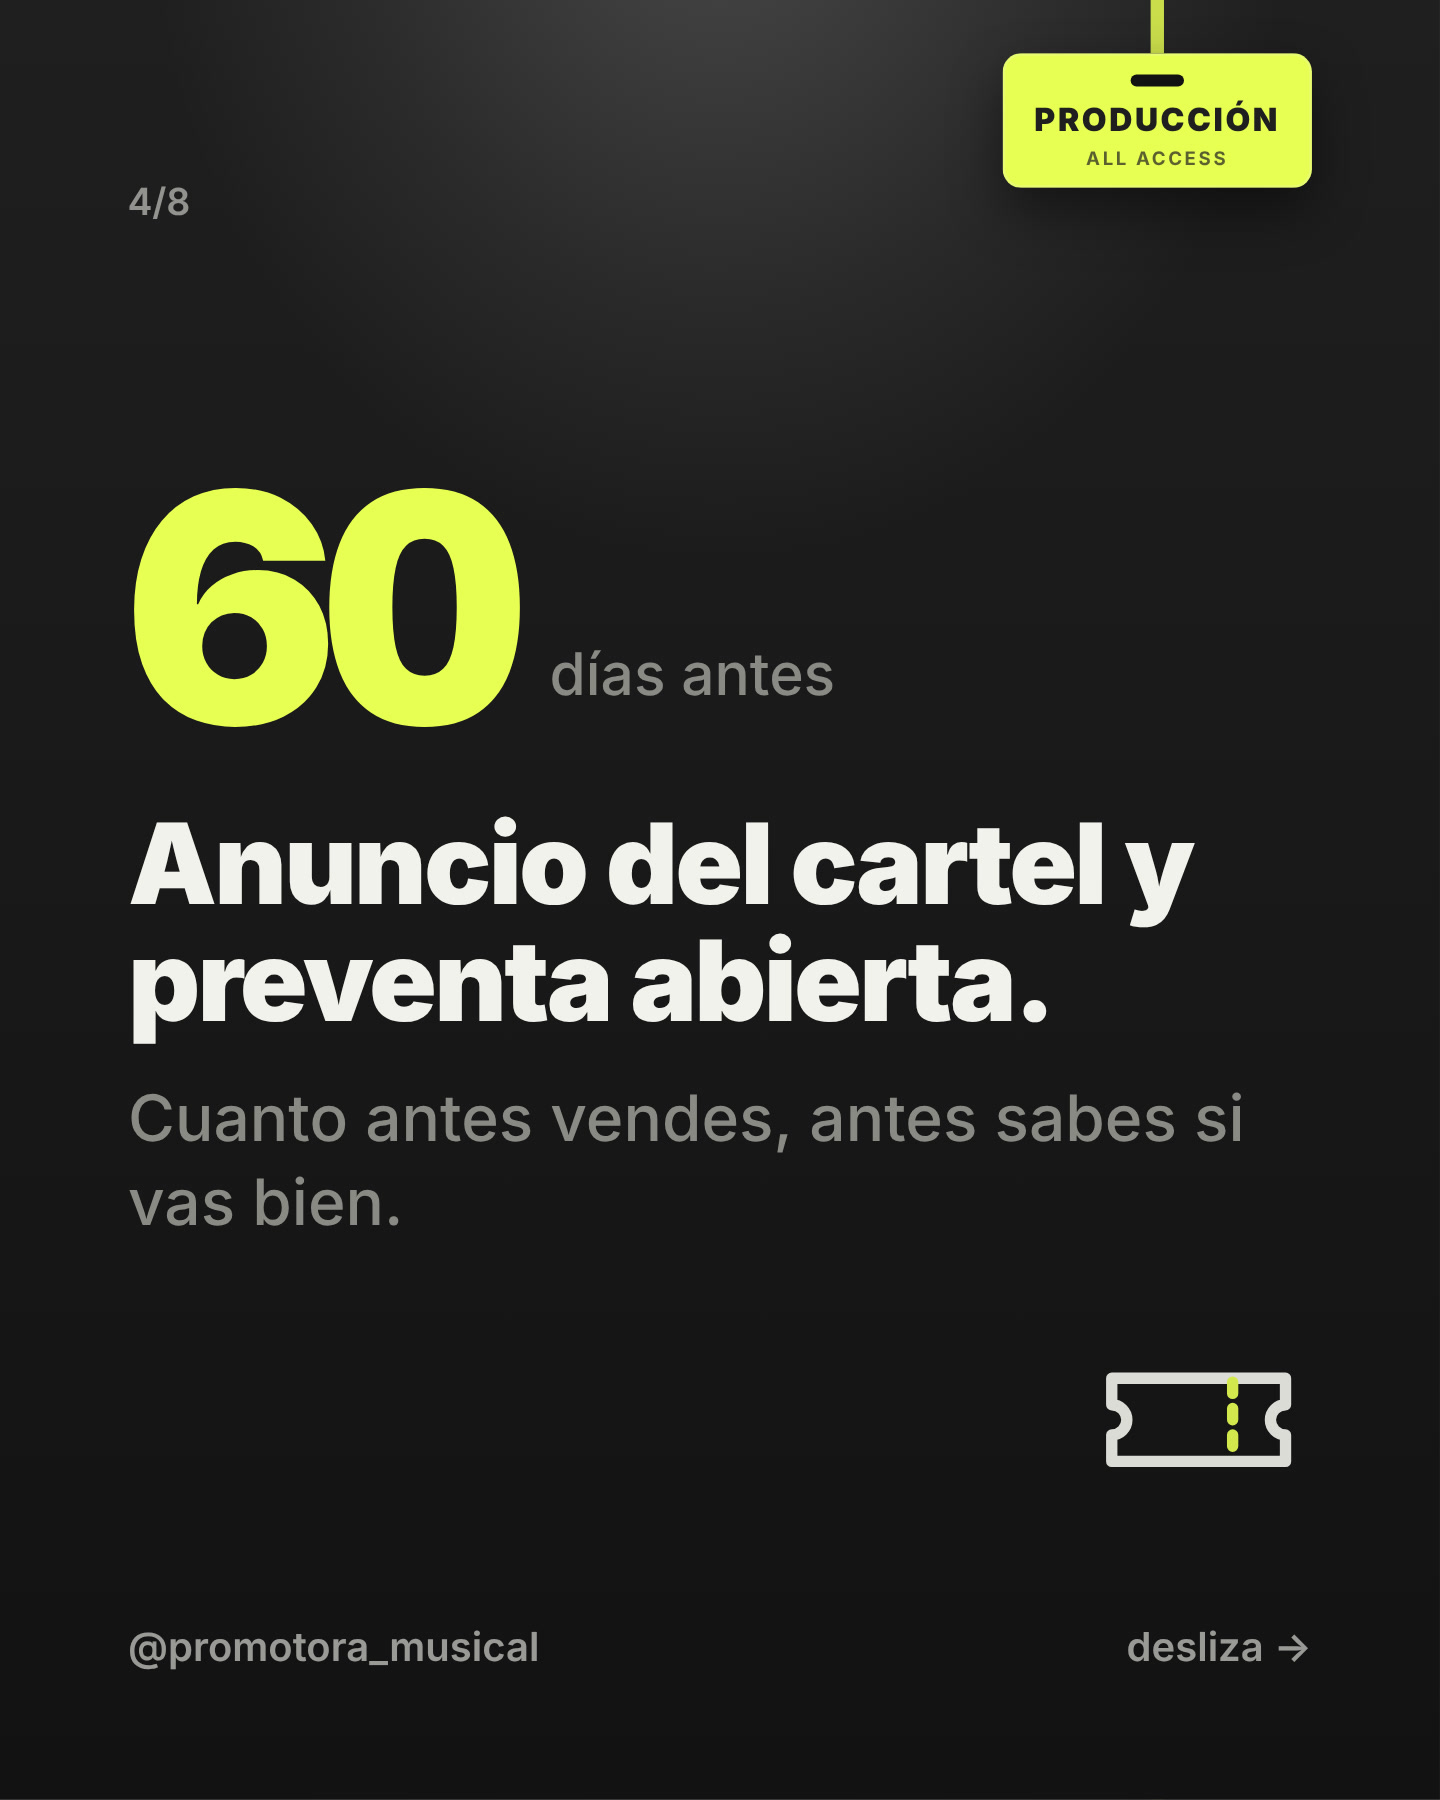 PRODUCCIÓN
ALL ACCESS
4/8
60 días antes
Anuncio del cartel y
preventa abierta.
Cuanto antes vendes, antes sabes si
vas bien.
@promotora_musical
desliza →